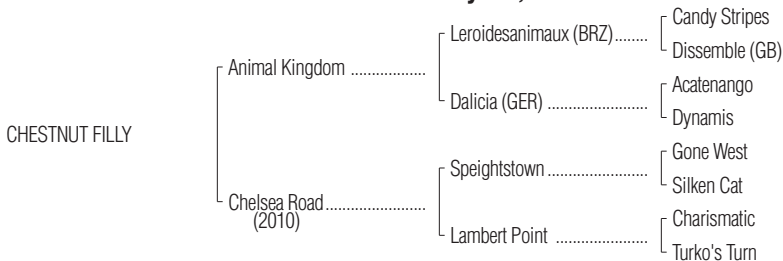 Candy Stripes
Leroidesanimaux (BRZ)........
Dissemble (GB)
Animal Kingdom ..................
Acatenango
Dalicia (GER) ........................
Dynamis
CHESTNUT FILLY
Gone West
Speightstown ........................
Silken Cat
Chelsea Road........................
(2010)
Charismatic
Lambert Point ......................
Turko's Turn